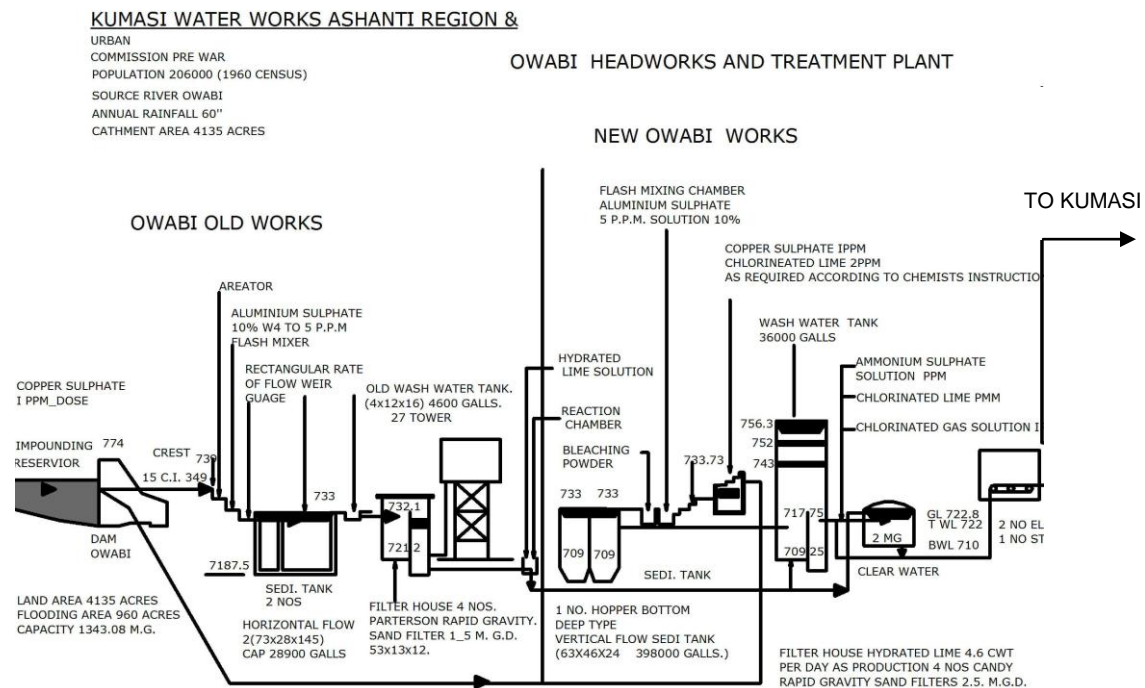 KUMASI WATER WORKS ASHANTI REGION &
URBAN
COMMISSION PRE WAR
POPULATION 206000 (1960 CENSUS)
SOURCE RIVER OWABI
ANNUAL RAINFALL 60''
CATHMENT AREA 4135 ACRES
OWABI HEADWORKS AND TREATMENT PLANT
NEW OWABI WORKS
OWABI OLD WORKS
TO KUMASI
FLASH MIXING CHAMBER
ALUMINIUM SULPHATE
5 P.P.M. SOLUTION 10%
COPPER SULPHATE IPPM
CHLORINEATED LIME 2PPM
AS REQUIRED ACCORDING TO CHEMISTS INSTRUCTIO
AREATOR
ALUMINIUM SULPHATE
10% W4 TO 5 P.P.M
FLASH MIXER
RECTANGULAR RATE
OF FLOW WEIR
GUAGE
OLD WASH WATER TANK.
(4x12x16) 4600 GALLS.
27 TOWER
HYDRATED
LIME SOLUTION
REACTION
CHAMBER
BLEACHING
POWDER
WASH WATER TANK
36000 GALLS
AMMONIUM SULPHATE
SOLUTION PPM
CHLORINATED LIME PMM
CHLORINATED GAS SOLUTION I
COPPER SULPHATE
I PPM_DOSE
IMPOUNDING
RESERVIOR
774
CREST
739
15 C.I. 349
DAM
OWABI
7187.5
733
SEDI. TANK
2 NOS
HORIZONTAL FLOW
2(73x28x145)
CAP 28900 GALLS
732.1
721.2
FILTER HOUSE 4 NOS.
PARTERSON RAPID GRAVITY.
SAND FILTER 1_5 M. G.D.
53x13x12.
733 733
709 709
733.73
SEDI. TANK
1 NO. HOPPER BOTTOM
DEEP TYPE
VERTICAL FLOW SEDI TANK
(63X46X24 398000 GALLS.)
756.3
752
743
717.75
709.25
2 MG
CLEAR WATER
GL 722.8
T WL 722
BWL 710
2 NO EL
1 NO ST
LAND AREA 4135 ACRES
FLOODING AREA 960 ACRES
CAPACITY 1343.08 M.G.
FILTER HOUSE HYDRATED LIME 4.6 CWT
PER DAY AS PRODUCTION 4 NOS CANDY
RAPID GRAVITY SAND FILTERS 2.5. M.G.D.